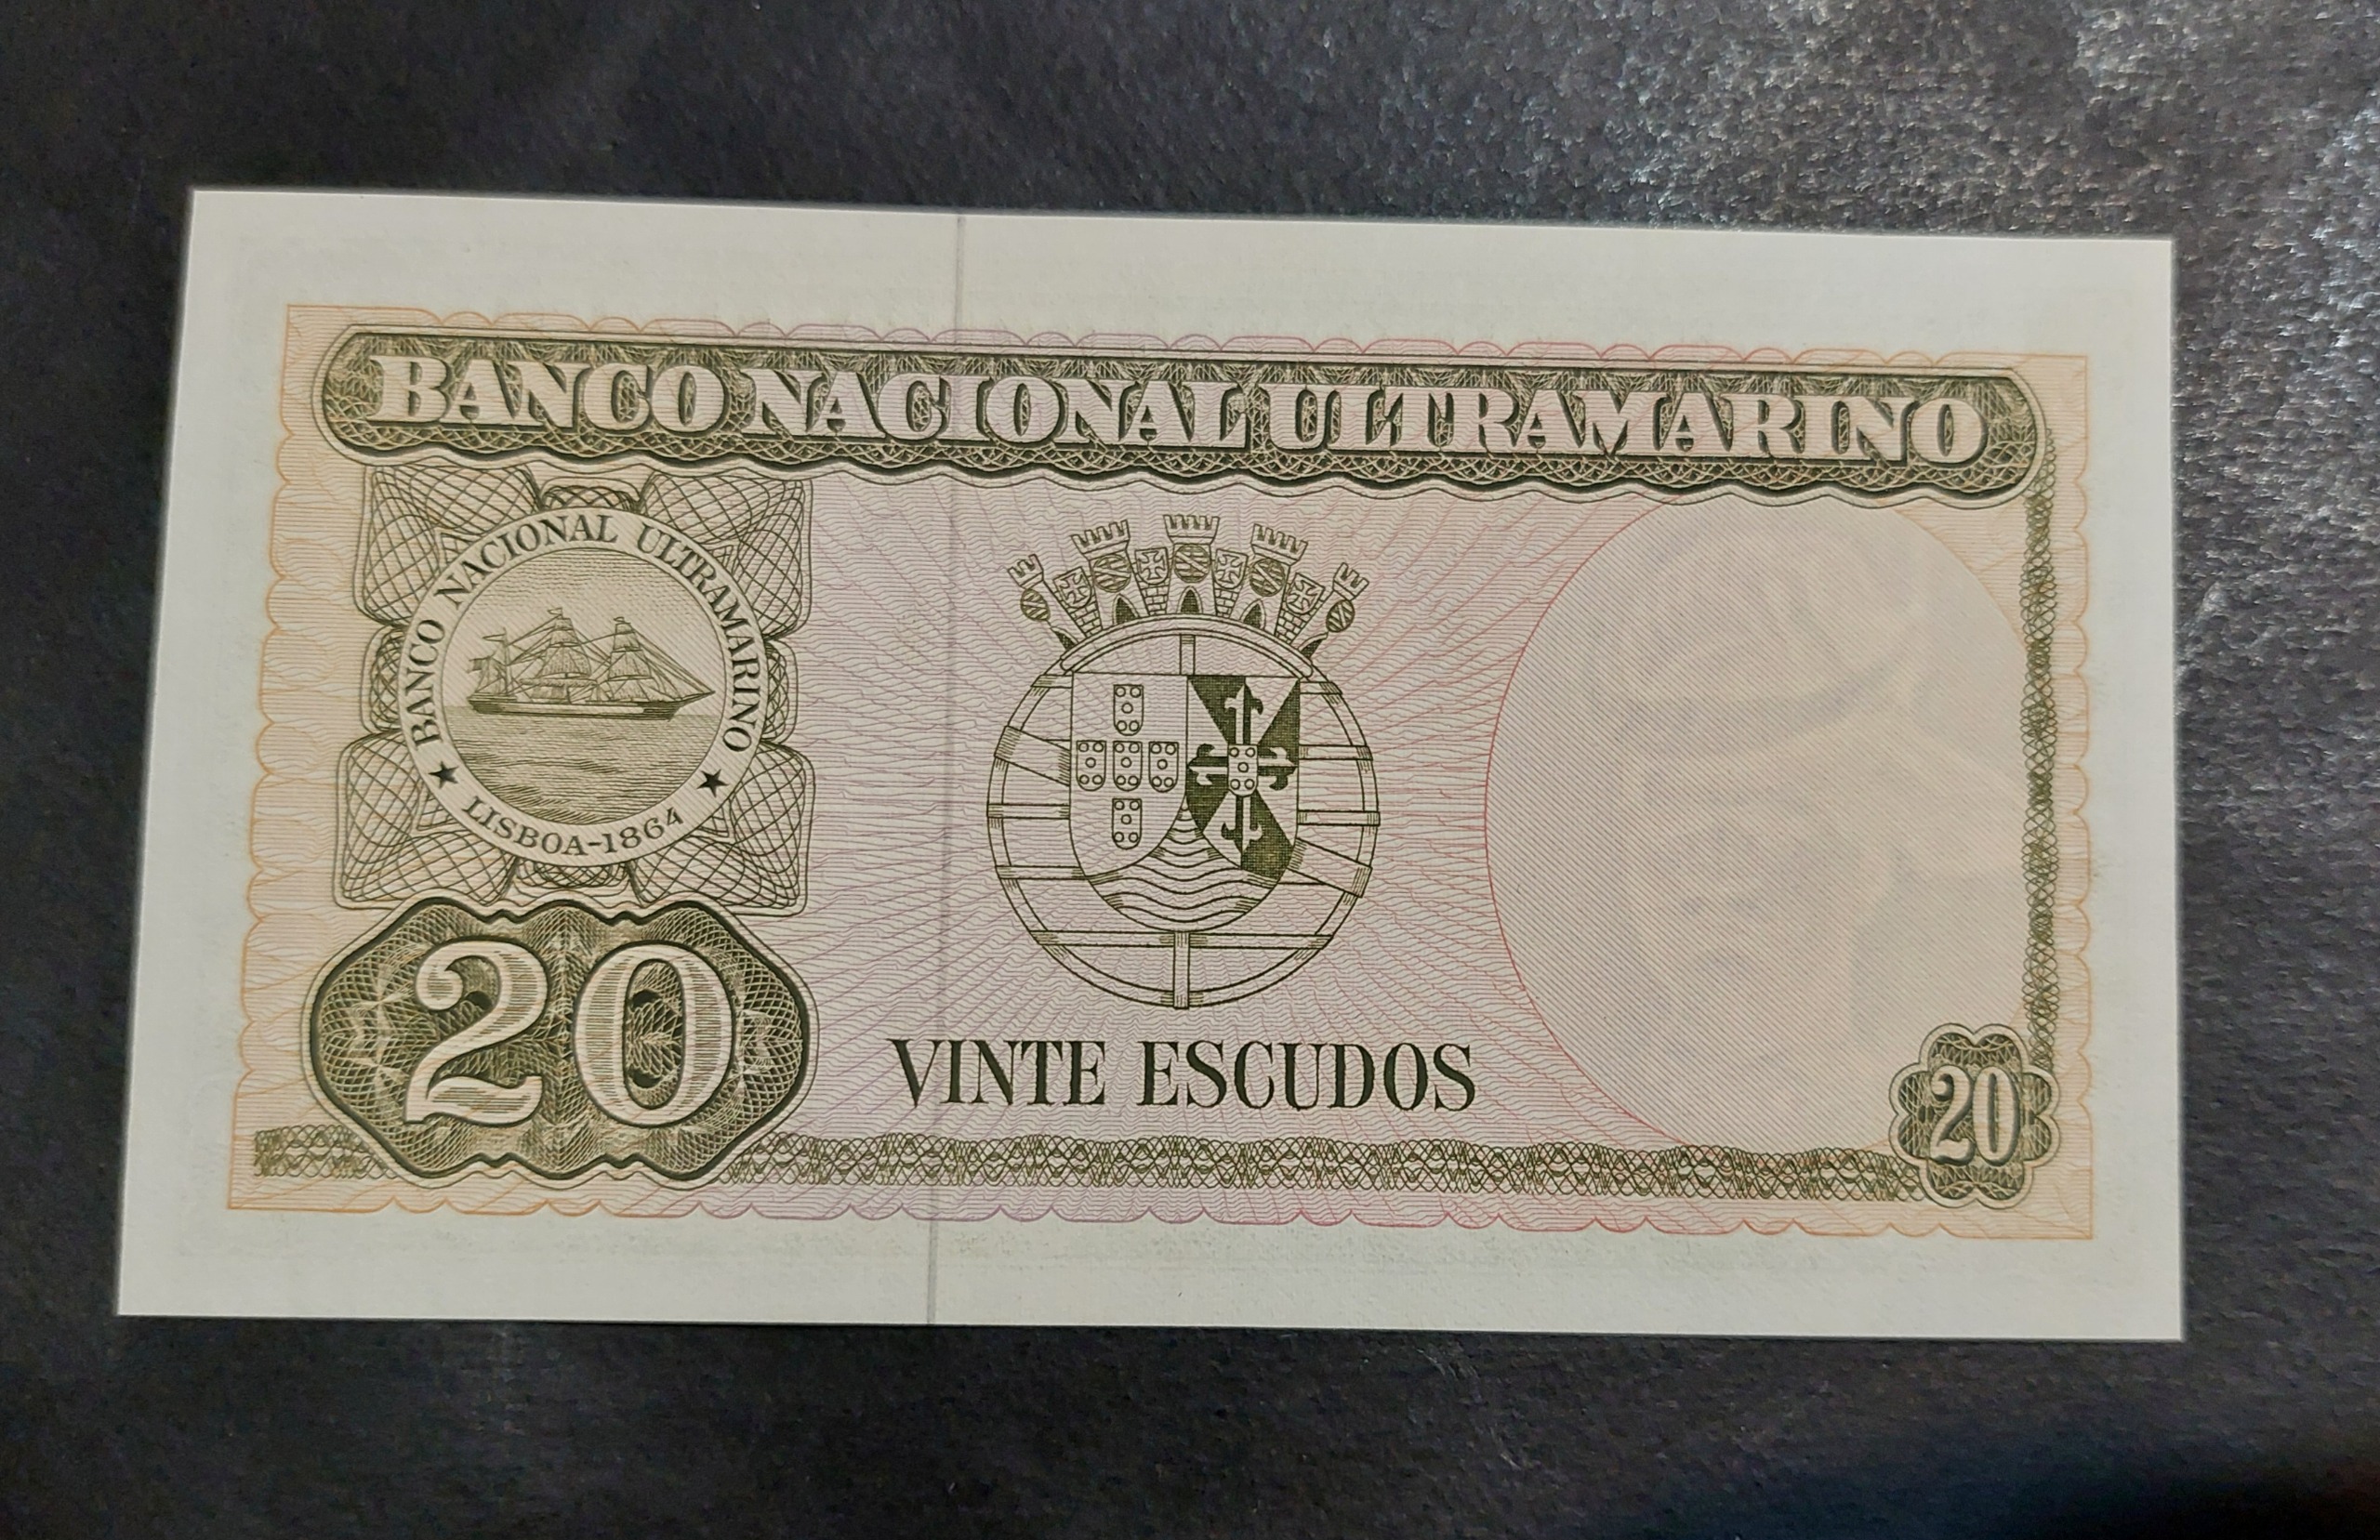 BANCO NACIONAL ULTRAMARINO
BANCO NACIONAL ULTRAMARINO
LISBOA-1864
20
VINTE ESCUDOS
20